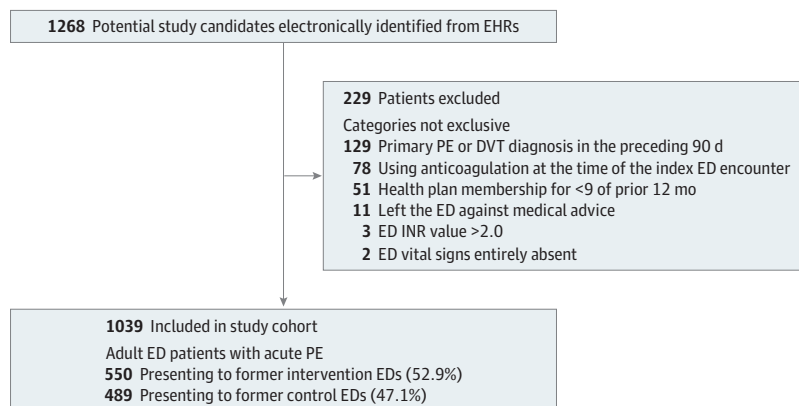 1268 Potential study candidates electronically identified from EHRs
229 Patients excluded
Categories not exclusive
129 Primary PE or DVT diagnosis in the preceding 90 d
78 Using anticoagulation at the time of the index ED encounter
51 Health plan membership for <9 of prior 12 mo
11 Left the ED against medical advice
3 ED INR value >2.0
2 ED vital signs entirely absent
1039 Included in study cohort
Adult ED patients with acute PE
550 Presenting to former intervention EDs (52.9%)
489 Presenting to former control EDs (47.1%)